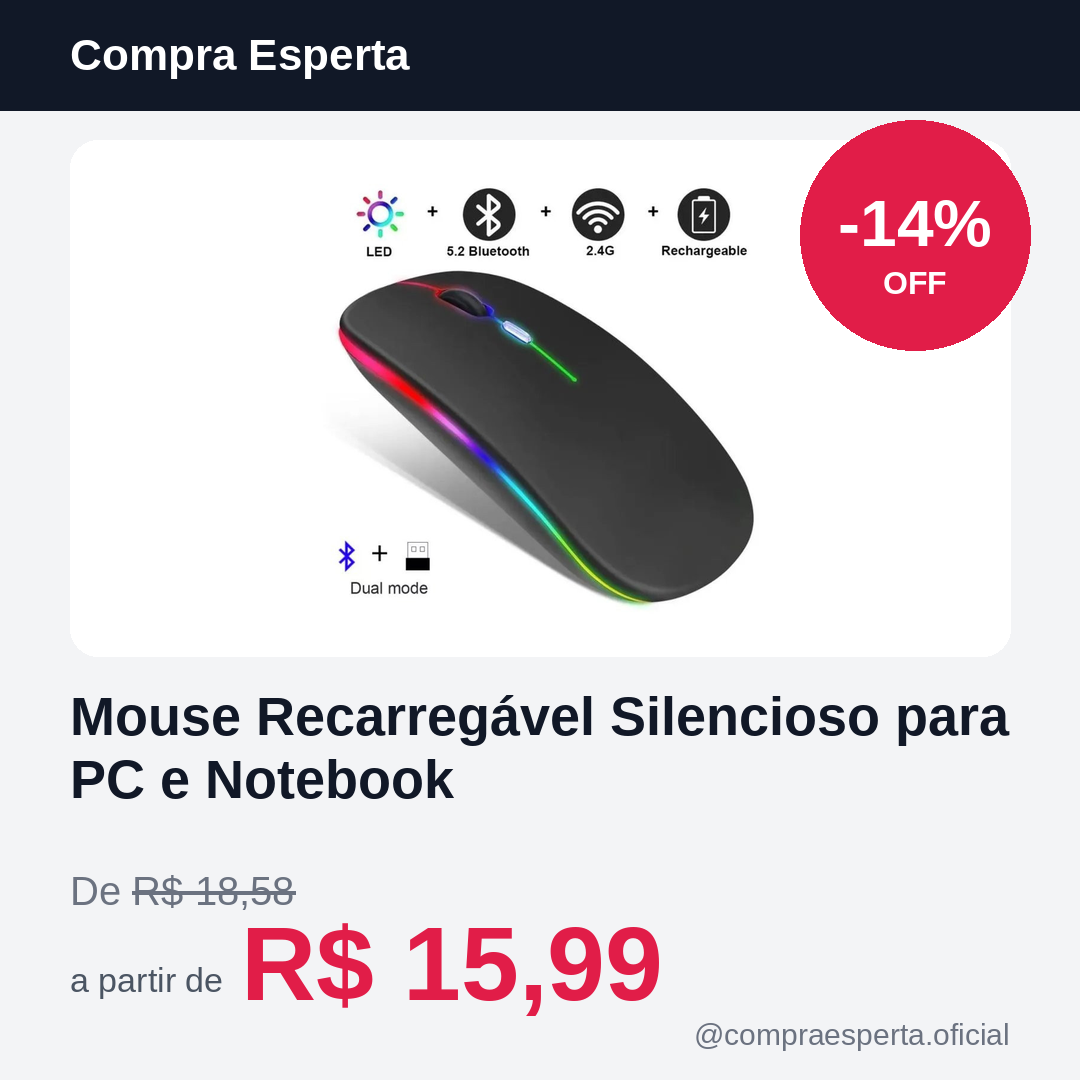 Compra Esperta
-14%
OFF
LED + 5.2 Bluetooth + 2.4G + Rechargeable
+
Dual mode
Mouse Recarregável Silencioso para
PC e Notebook
De R$ 18,58
a partir de R$ 15,99
@compraesperta.oficial